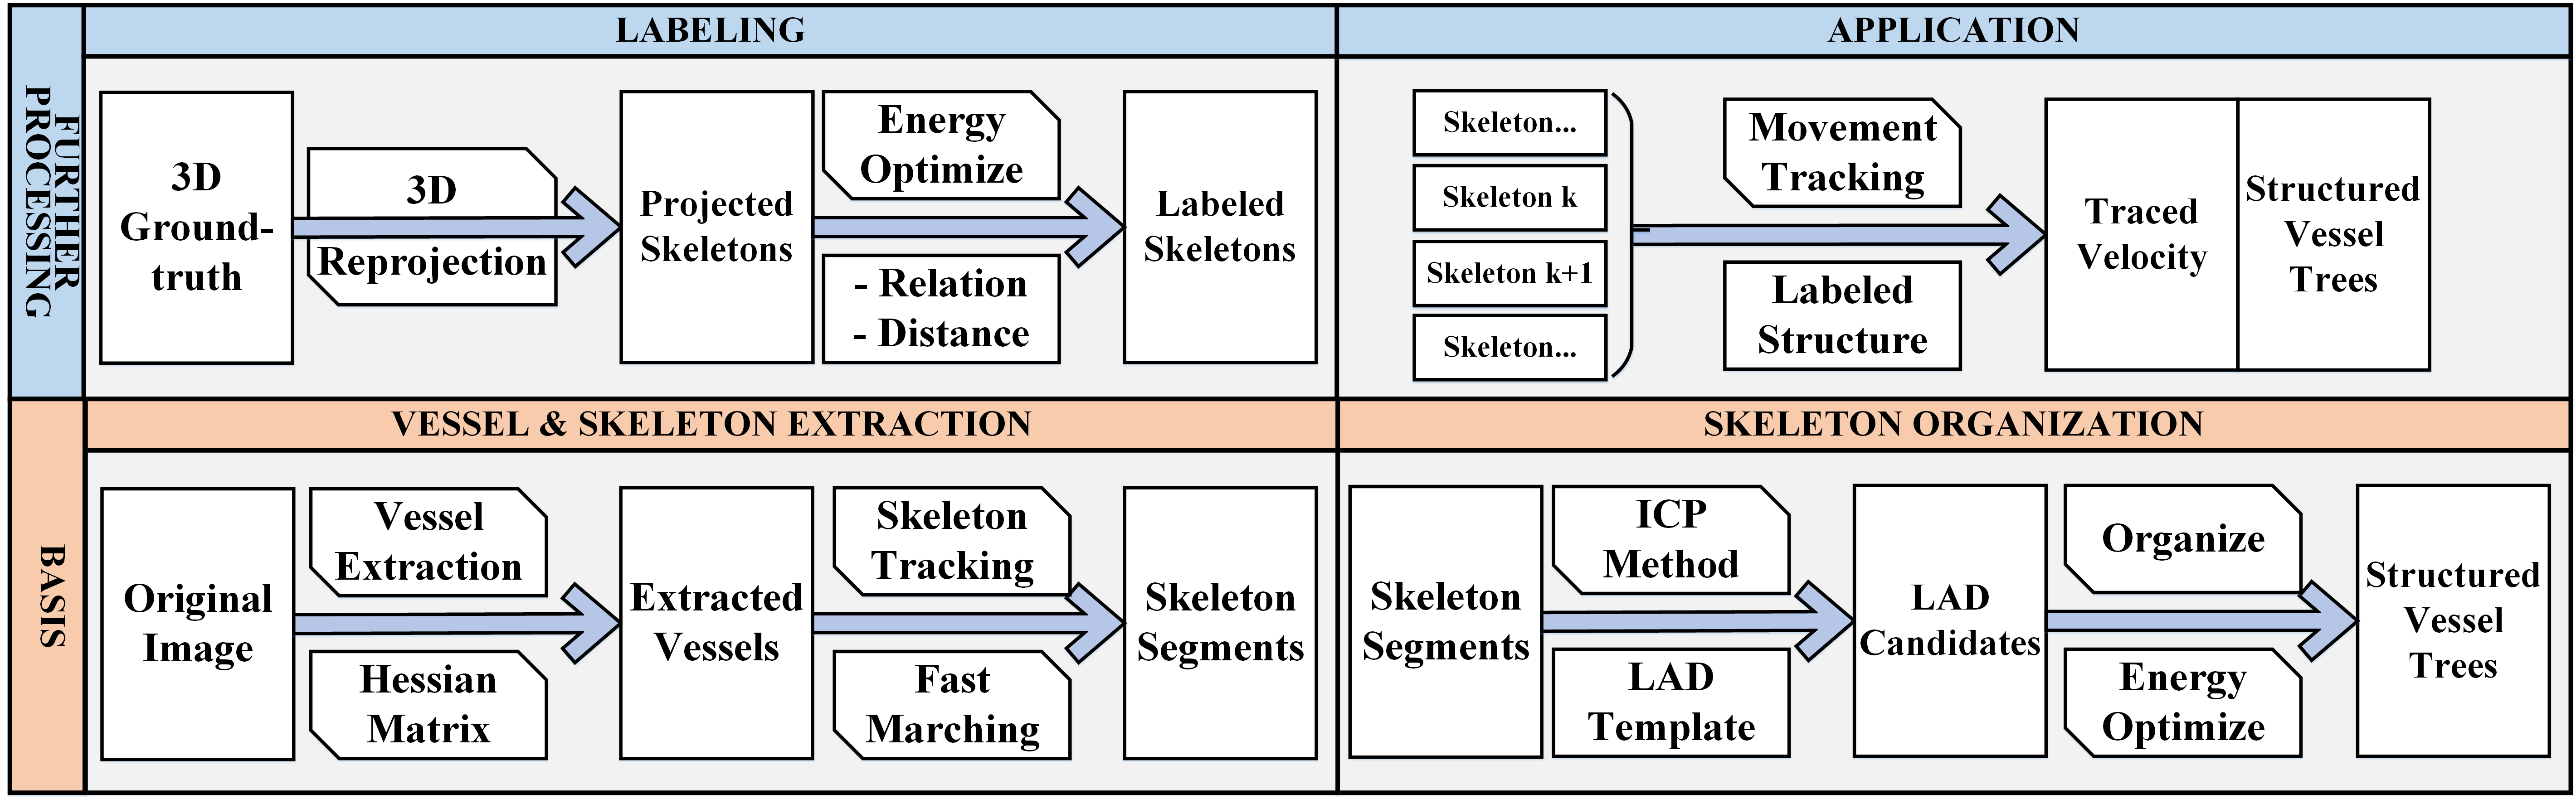 FURTHER
PROCESSING
LABELING
3D
Ground-
truth
3D
Reprojection
Projected
Skeletons
Energy
Optimize
- Relation
- Distance
Labeled
Skeletons
APPLICATION
Skeleton...
Skeleton k
Skeleton k+1
Skeleton...
Movement
Tracking
Labeled
Structure
Traced
Velocity
Structured
Vessel
Trees
BASIS
VESSEL & SKELETON EXTRACTION
Original
Image
Vessel
Extraction
Hessian
Matrix
Extracted
Vessels
Skeleton
Tracking
Fast
Marching
Skeleton
Segments
SKELETON ORGANIZATION
Skeleton
Segments
ICP
Method
LAD
Template
LAD
Candidates
Organize
Energy
Optimize
Structured
Vessel
Trees